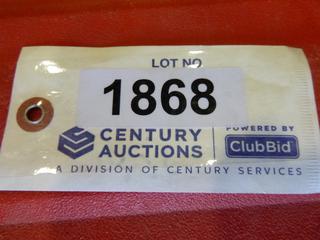 LOT NO
1868
CENTURY
AUCTIONS
POWERED BY
ClubBid
A DIVISION OF CENTURY SERVICES